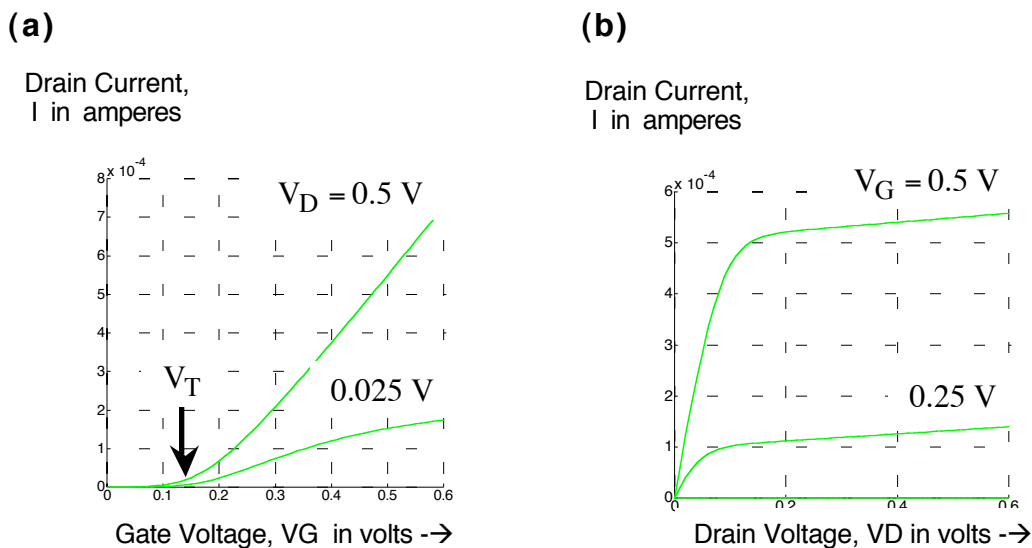 (a)
Drain Current,
I in amperes
x 10⁻⁴
8
7
6
5
4
3
2
1
0
0 0.1 0.2 0.3 0.4 0.5 0.6
V_D = 0.5 V
V_T
0.025 V
Gate Voltage, VG in volts -→
(b)
Drain Current,
I in amperes
x 10⁻⁴
6
5
4
3
2
1
0
0 0.2 0.4 0.6
V_G = 0.5 V
0.25 V
Drain Voltage, VD in volts -→